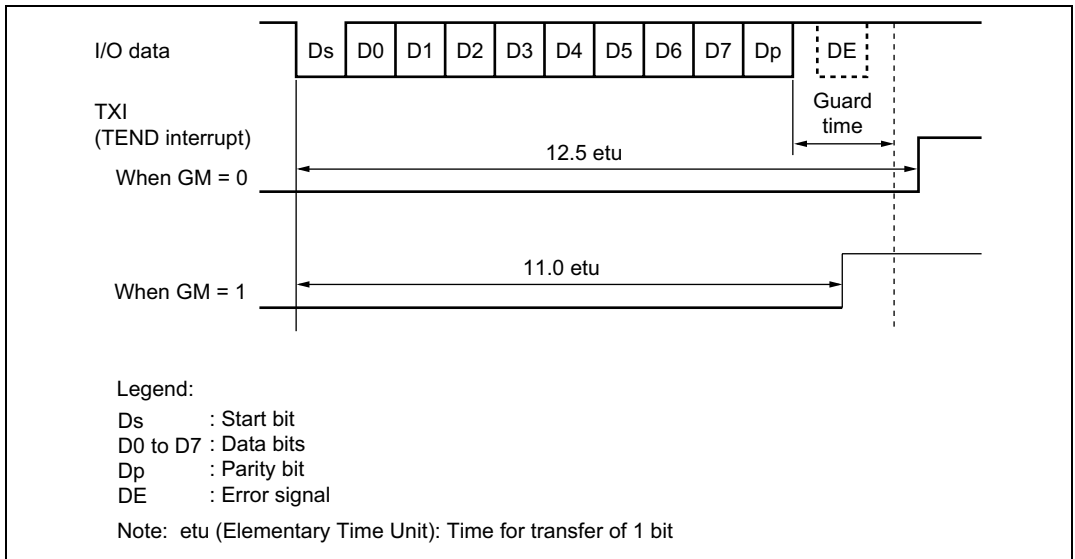 I/O data
Ds D0 D1 D2 D3 D4 D5 D6 D7 Dp DE
Guard
time
TXI
(TEND interrupt)
12.5 etu
When GM = 0
11.0 etu
When GM = 1
Legend:
Ds : Start bit
D0 to D7 : Data bits
Dp : Parity bit
DE : Error signal
Note: etu (Elementary Time Unit): Time for transfer of 1 bit